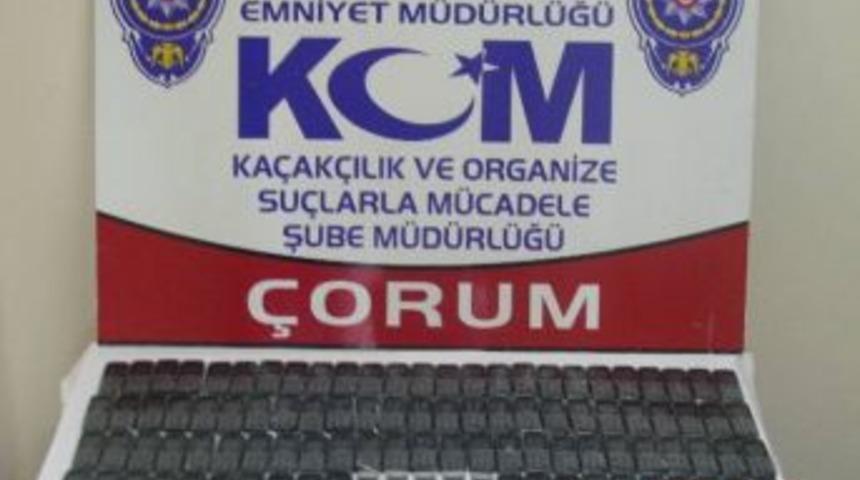 EMNİYET MÜDÜRLÜĞÜ
KOM
KAÇAKÇILIK VE ORGANİZE
SUÇLARLA MÜCADELE
ŞUBE MÜDÜRLÜĞÜ
ÇORUM